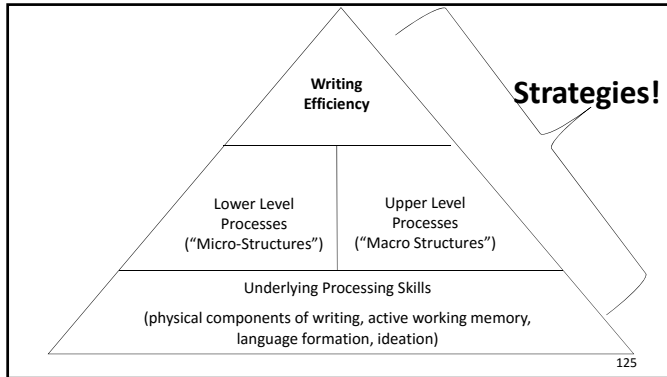 Writing
Efficiency
Strategies!
Lower Level
Processes
(“Micro-Structures”)
Upper Level
Processes
(“Macro Structures”)
Underlying Processing Skills
(physical components of writing, active working memory,
language formation, ideation)
125